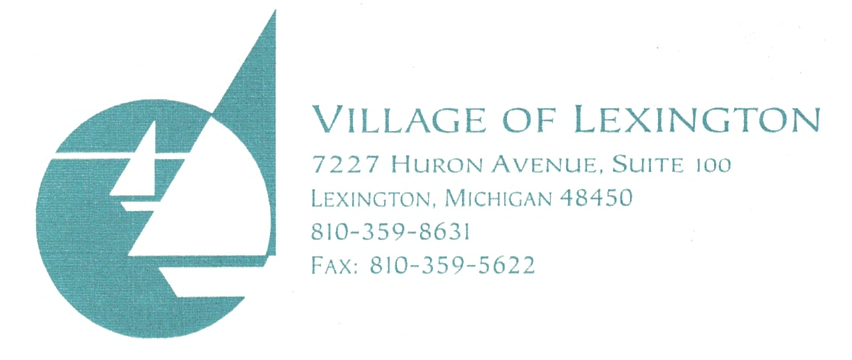 VILLAGE OF LEXINGTON
7227 HURON AVENUE, SUITE 100
LEXINGTON, MICHIGAN 48450
810-359-8631
FAX: 810-359-5622